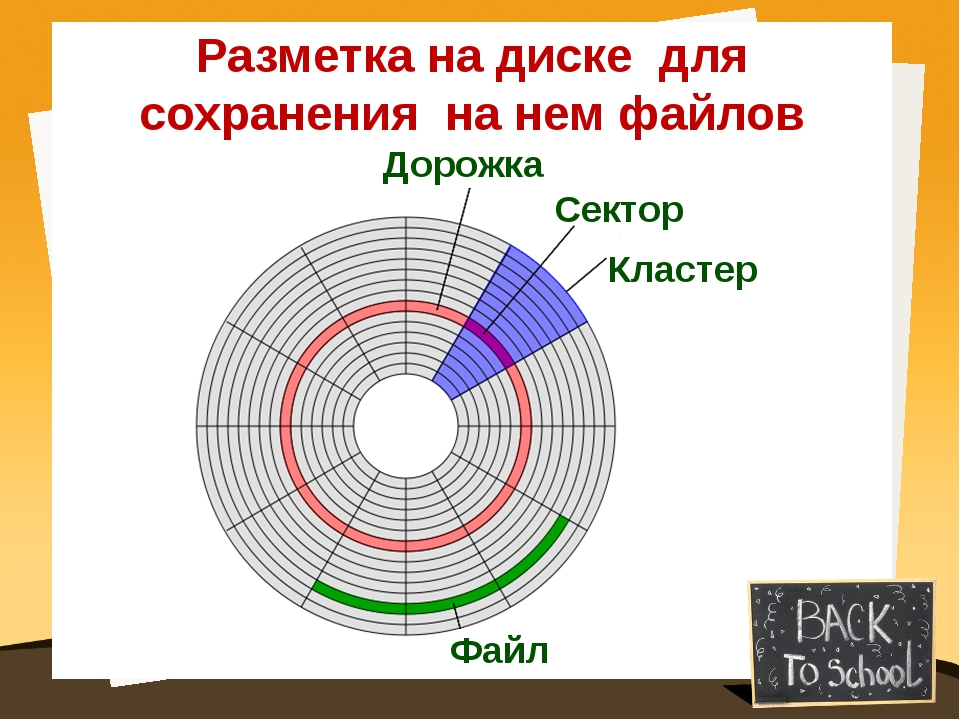 Разметка на диске для
сохранения на нем файлов
Дорожка
Сектор
Кластер
Файл
BACK
To School